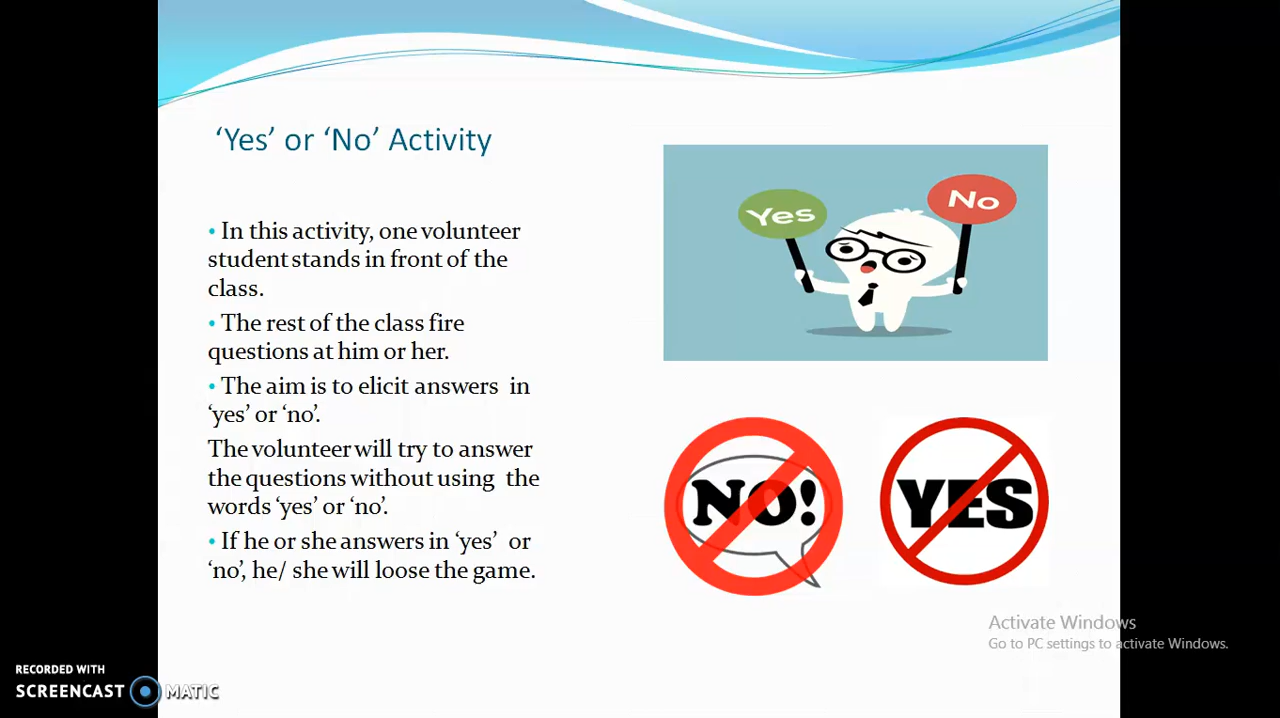 ‘Yes’ or ‘No’ Activity
• In this activity, one volunteer
student stands in front of the
class.
• The rest of the class fire
questions at him or her.
• The aim is to elicit answers in
‘yes’ or ‘no’.
The volunteer will try to answer
the questions without using the
words ‘yes’ or ‘no’.
• If he or she answers in ‘yes’ or
‘no’, he/ she will loose the game.
Yes
No
NO!
YES
Activate Windows
Go to PC settings to activate Windows.
RECORDED WITH
SCREENCAST MATIC